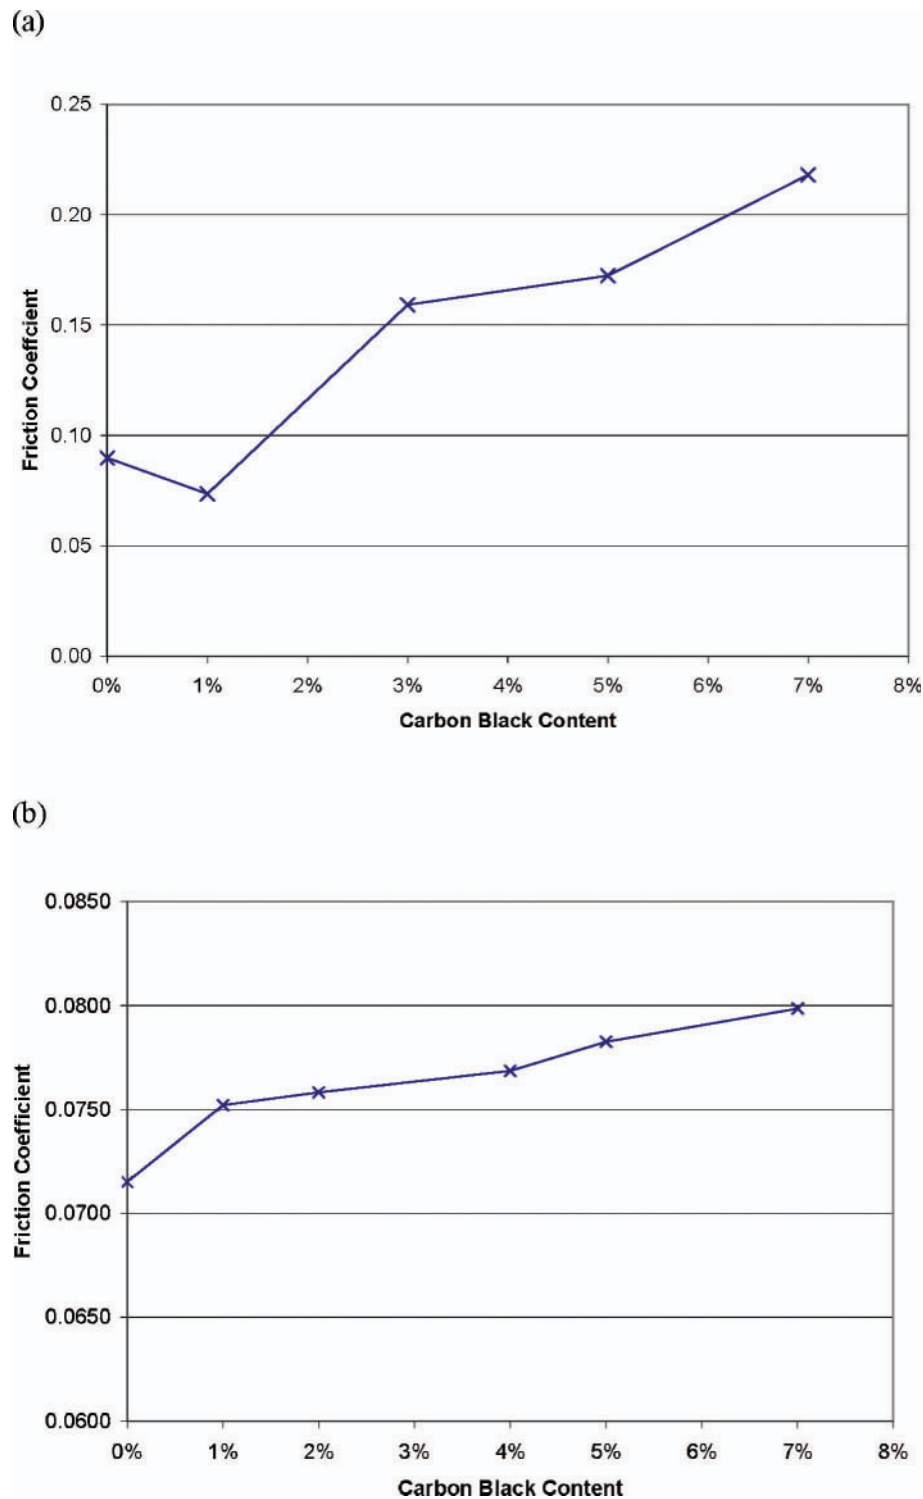 (a)
0.25
0.20
0.15
0.10
0.05
0.00
Friction Coeffcient
0% 1% 2% 3% 4% 5% 6% 7% 8%
Carbon Black Content
(b)
0.0850
0.0800
0.0750
0.0700
0.0650
0.0600
Friction Coefficient
0% 1% 2% 3% 4% 5% 6% 7% 8%
Carbon Black Content